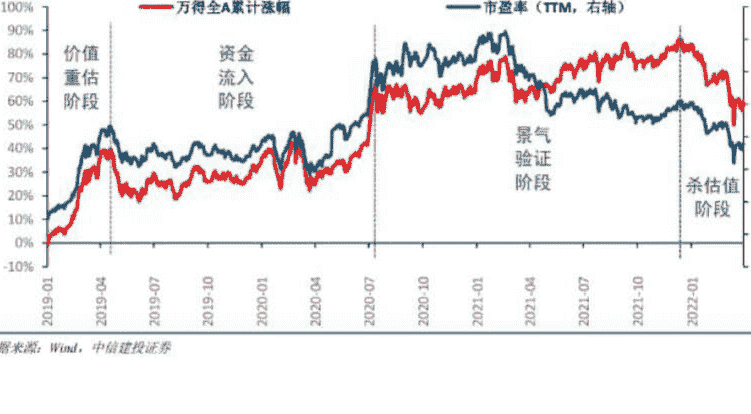 万得全A累计涨幅
市盈率（TTM，右轴）
100%
90%
80%
70%
60%
50%
40%
30%
20%
10%
0%
-10%
价值
重估
阶段
资金
流入
阶段
景气
验证
阶段
杀估值
阶段
2019-01
2019-04
2019-07
2019-10
2020-01
2020-04
2020-07
2020-10
2021-01
2021-04
2021-07
2021-10
2022-01
据来源：Wind，中信建投证券